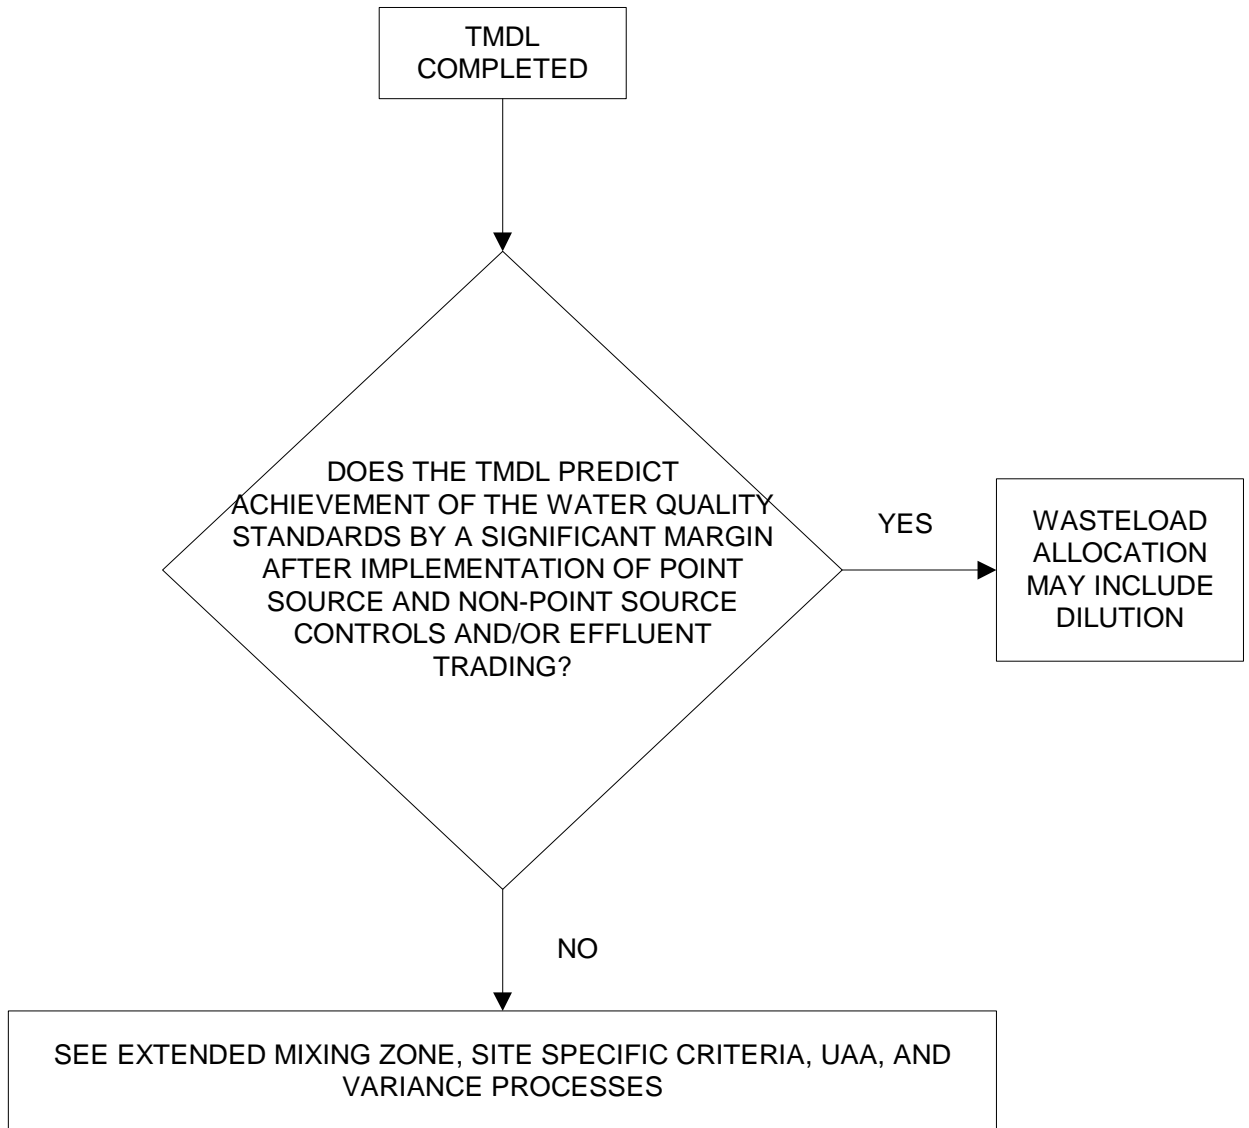 TMDL
COMPLETED
DOES THE TMDL PREDICT
ACHIEVEMENT OF THE WATER QUALITY
STANDARDS BY A SIGNIFICANT MARGIN
AFTER IMPLEMENTATION OF POINT
SOURCE AND NON-POINT SOURCE
CONTROLS AND/OR EFFLUENT
TRADING?
YES
WASTELOAD
ALLOCATION
MAY INCLUDE
DILUTION
NO
SEE EXTENDED MIXING ZONE, SITE SPECIFIC CRITERIA, UAA, AND
VARIANCE PROCESSES